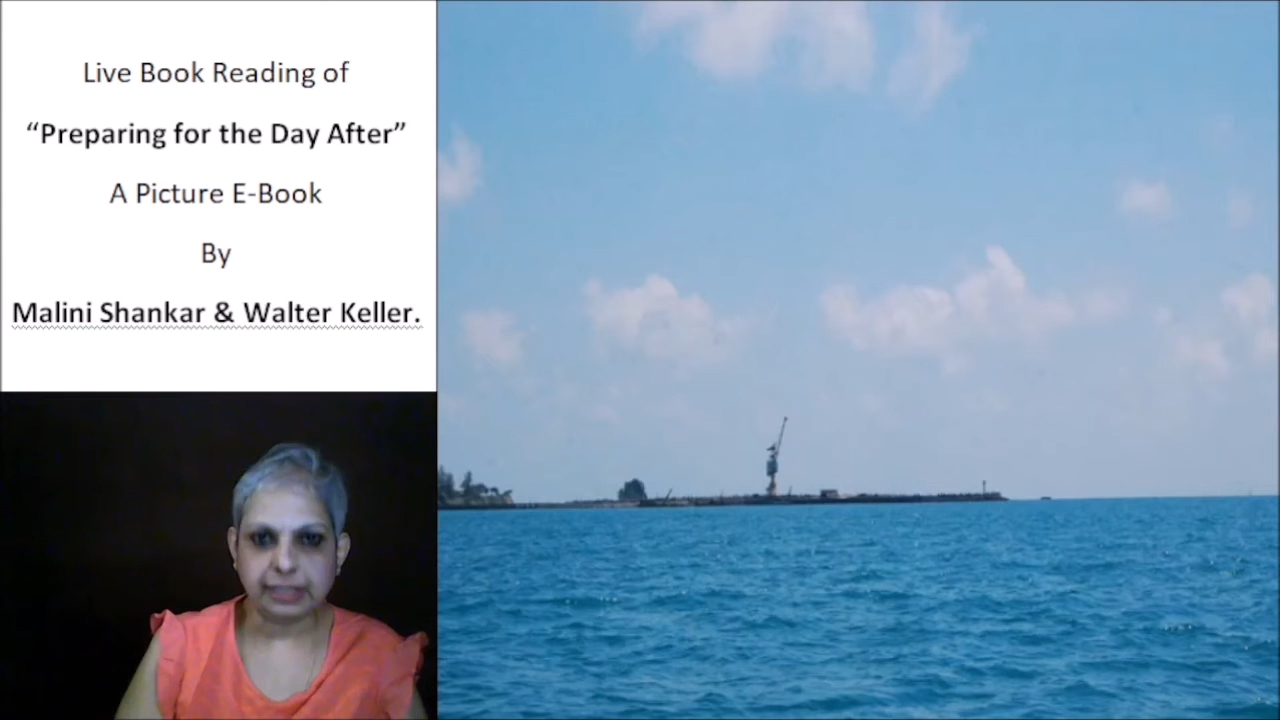 Live Book Reading of
“Preparing for the Day After”
A Picture E-Book
By
Malini Shankar & Walter Keller.